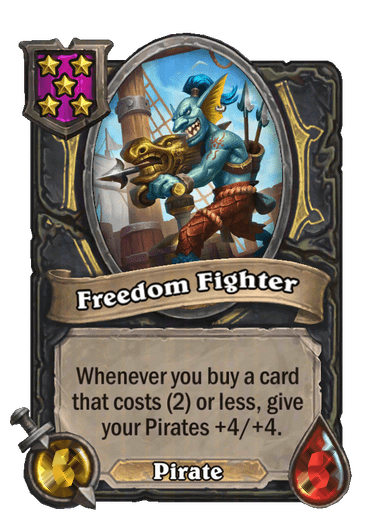 Freedom Fighter
Whenever you buy a card
that costs (2) or less, give
your Pirates +4/+4.
Pirate